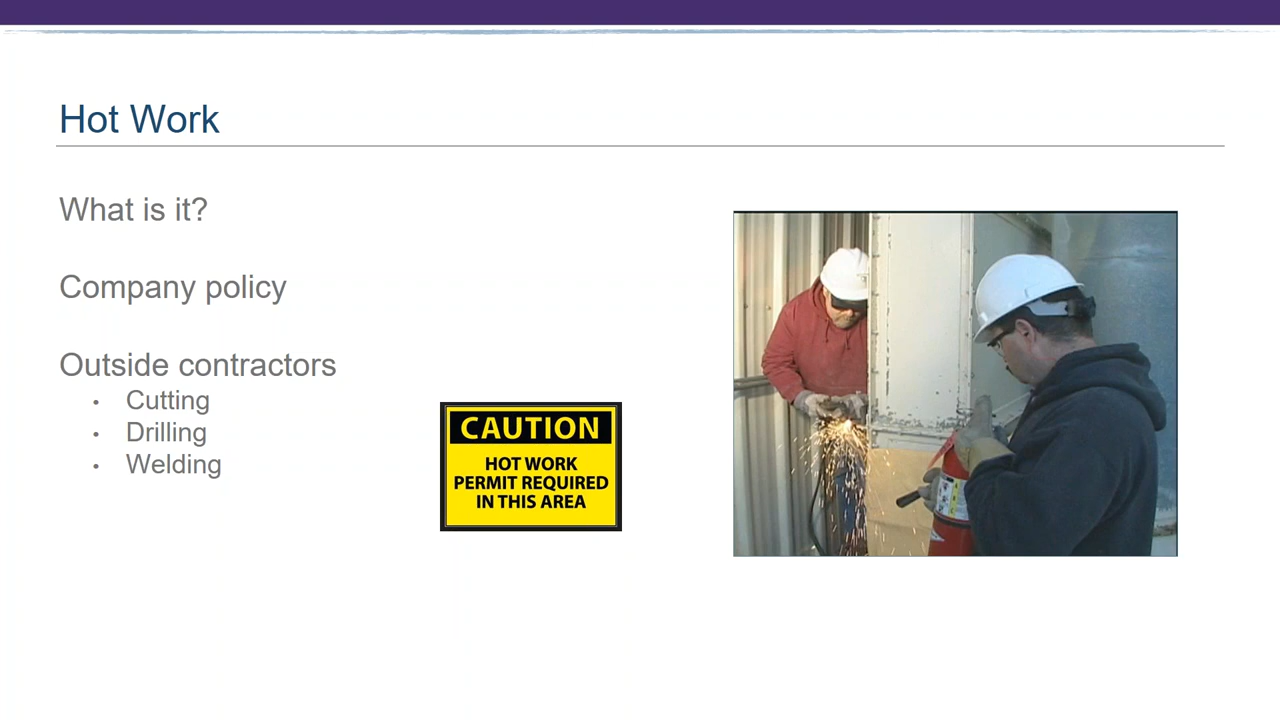 Hot Work
What is it?
Company policy
Outside contractors
• Cutting
• Drilling
• Welding
CAUTION
HOT WORK
PERMIT REQUIRED
IN THIS AREA